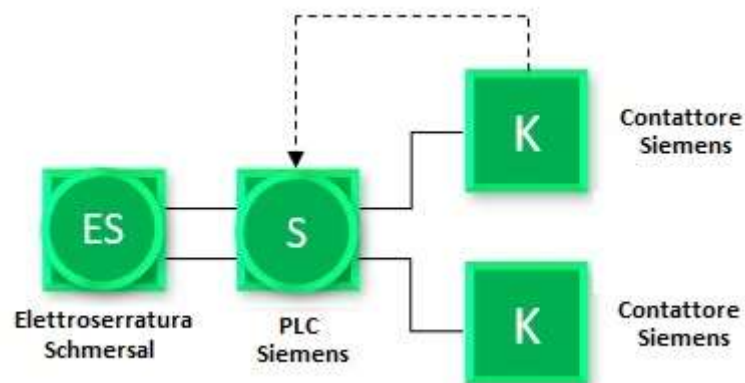 K
Contattore
Siemens
ES
S
Elettroserratura
Schmersal
PLC
Siemens
K
Contattore
Siemens